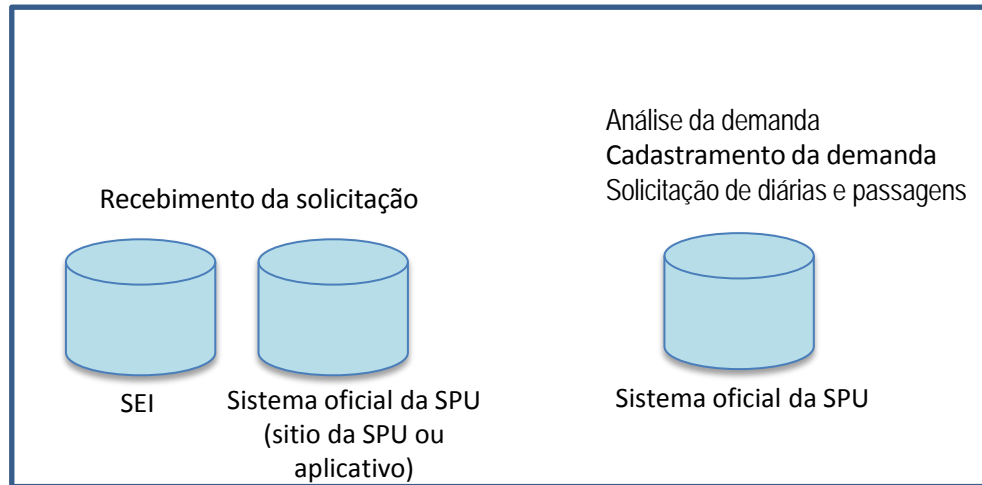 Recebimento da solicitação
SEI
Sistema oficial da SPU
(sitio da SPU ou
aplicativo)
Análise da demanda
Cadastramento da demanda
Solicitação de diárias e passagens
Sistema oficial da SPU